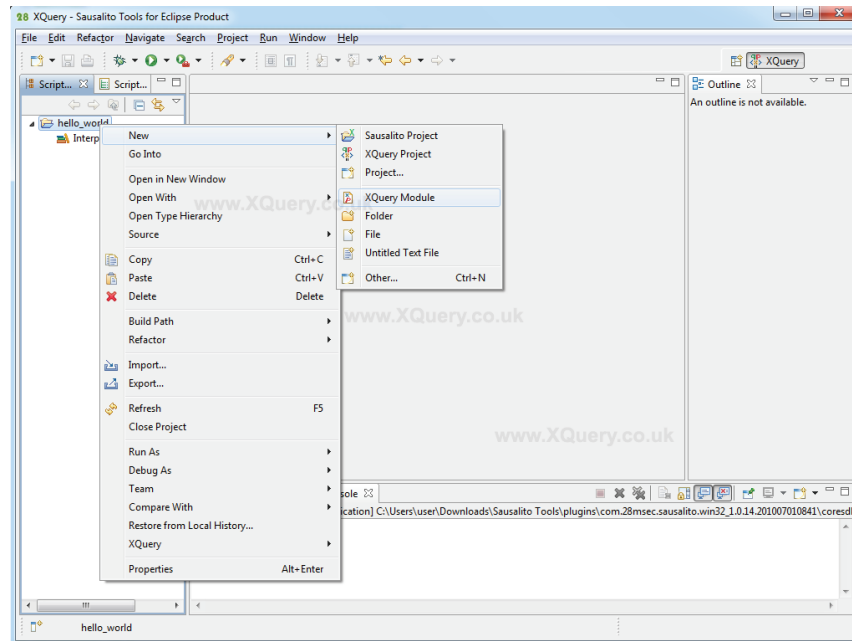 28 XQuery - Sausalito Tools for Eclipse Product
File Edit Refactor Navigate Search Project Run Window Help
XQuery
Script...
Script...
Outline
An outline is not available.
hello_world
Interp
New
Go Into
Open in New Window
Open With
Open Type Hierarchy
Source
Copy Ctrl+C
Paste Ctrl+V
Delete Delete
Build Path
Refactor
Import...
Export...
Refresh F5
Close Project
Run As
Debug As
Team
Compare With
Restore from Local History...
XQuery
Properties Alt+Enter
Sausalito Project
XQuery Project
Project...
XQuery Module
Folder
File
Untitled Text File
Other... Ctrl+N
www.XQuery.co.uk
www.XQuery.co.uk
www.XQuery.co.uk
sole
ication] C:\Users\user\Downloads\Sausalito Tools\plugins\com.28msec.sausalito.win32_1.0.14.201007010841\coresd
hello_world